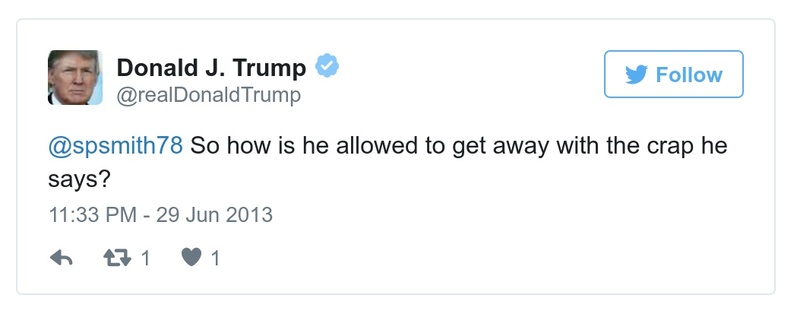 Donald J. Trump
@realDonaldTrump
Follow
@spsmith78 So how is he allowed to get away with the crap he
says?
11:33 PM - 29 Jun 2013
1 1